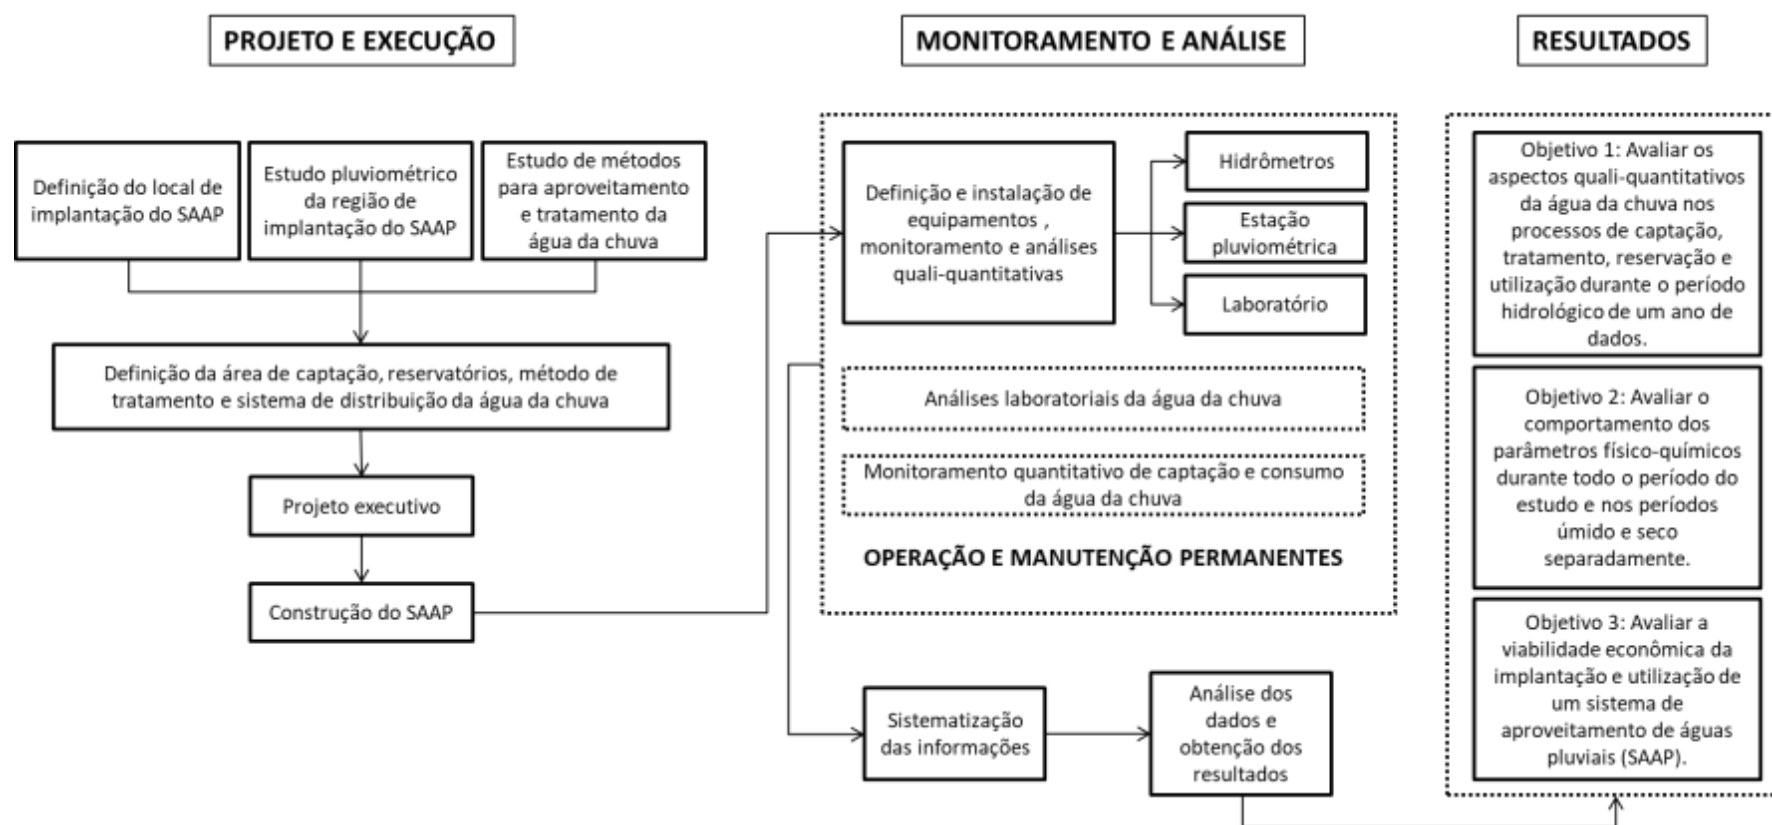 PROJETO E EXECUÇÃO
Definição do local de
implantação do SAAP
Estudo pluviométrico
da região de
implantação do SAAP
Estudo de métodos
para aproveitamento
e tratamento da
água da chuva
Definição da área de captação, reservatórios, método de
tratamento e sistema de distribuição da água da chuva
Projeto executivo
Construção do SAAP
MONITORAMENTO E ANÁLISE
Definição e instalação de
equipamentos ,
monitoramento e análises
quali-quantitativas
Hidrômetros
Estação
pluviométrica
Laboratório
Análises laboratoriais da água da chuva
Monitoramento quantitativo de captação e consumo
da água da chuva
OPERAÇÃO E MANUTENÇÃO PERMANENTES
Sistematização
das informações
Análise dos
dados e
obtenção dos
resultados
RESULTADOS
Objetivo 1: Avaliar os
aspectos quali-quantitativos
da água da chuva nos
processos de captação,
tratamento, reservação e
utilização durante o período
hidrológico de um ano de
dados.
Objetivo 2: Avaliar o
comportamento dos
parâmetros físico-químicos
durante todo o período do
estudo e nos períodos
úmido e seco
separadamente.
Objetivo 3: Avaliar a
viabilidade econômica da
implantação e utilização de
um sistema de
aproveitamento de águas
pluviais (SAAP).